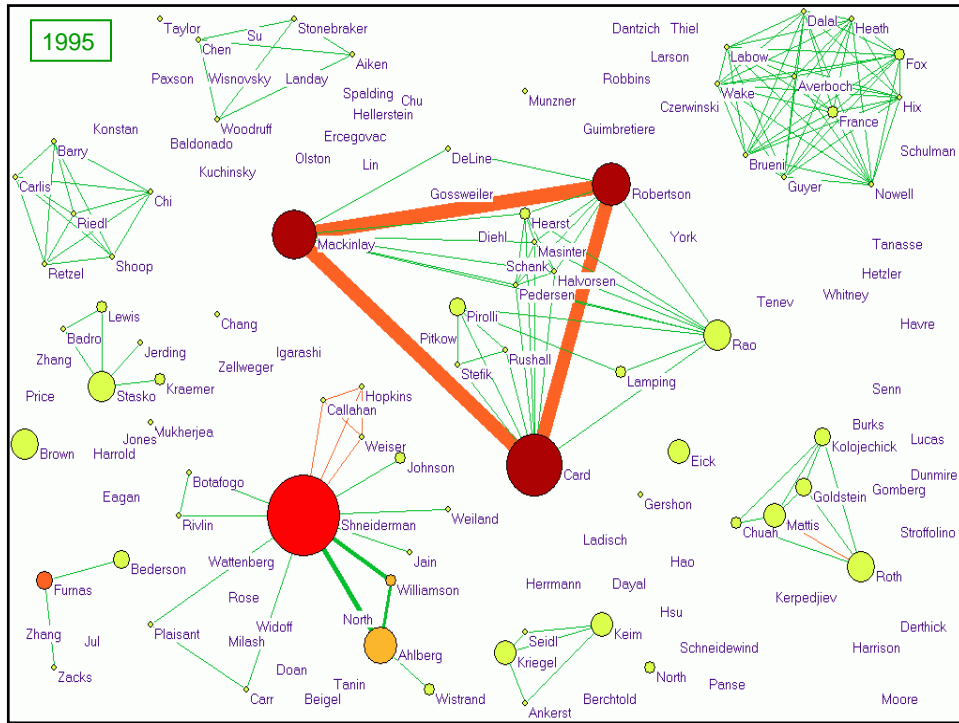 1995
Taylor
Su
Stonebraker
Chen
Aiken
Paxson
Wisnovsky
Landay
Spalding
Chu
Hellerstein
Woodruff
Ercegovac
Baldonado
Olston
Lin
Kuchinsky
Konstan
Barry
Carlis
Chi
Riedl
Retzel
Shoop
Dantzich
Thiel
Larson
Robbins
Munzner
Czerwinski
Guimbretiere
Dalal
Heath
Labow
Fox
Wake
Averboch
Hix
France
Brueni
Schulman
Guyer
Nowell
DeLine
Gossweiler
Robertson
Mackinlay
Hearst
Diehl
Masinter
York
Schank
Halvorsen
Pedersen
Tanasse
Hetzler
Whitney
Tenev
Havre
Lewis
Chang
Badro
Jerding
Zhang
Igarashi
Zellweger
Kraemer
Price
Stasko
Pirolli
Pitkow
Rushall
Stefik
Rao
Lamping
Senn
Hopkins
Callahan
Mukherjea
Jones
Weiser
Brown
Harrold
Johnson
Card
Eick
Burks
Kolojechick
Lucas
Dunmire
Goldstein
Gomberg
Botafogo
Eagan
Rivlin
Shneiderman
Weiland
Gershon
Chuah
Mattis
Stroffolino
Wattenberg
Jain
Ladisch
Hao
Roth
Bederson
Furnas
Williamson
Herrmann
Dayal
Kerpedjiev
Rose
North
Hsu
Widoff
Plaisant
Milash
Zhang
Jul
Ahlberg
Seidl
Keim
Kriegel
Schneidewind
Derthick
Harrison
Doan
Zacks
Tanin
Carr
Beigel
Wistrand
Ankerst
Berchtold
North
Panse
Moore